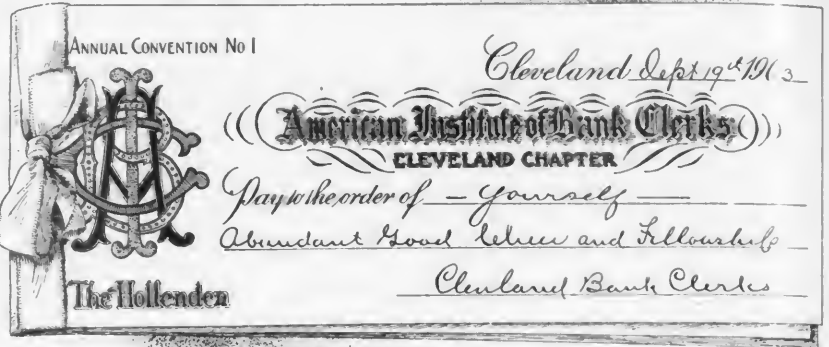 ANNUAL CONVENTION No 1
Cleveland Sept 19th 1903
American Institute of Bank Clerks
CLEVELAND CHAPTER
Pay to the order of — Yourself —
Abundant Good Cheer and Fellowship
Cleveland Bank Clerks
The Hollenden